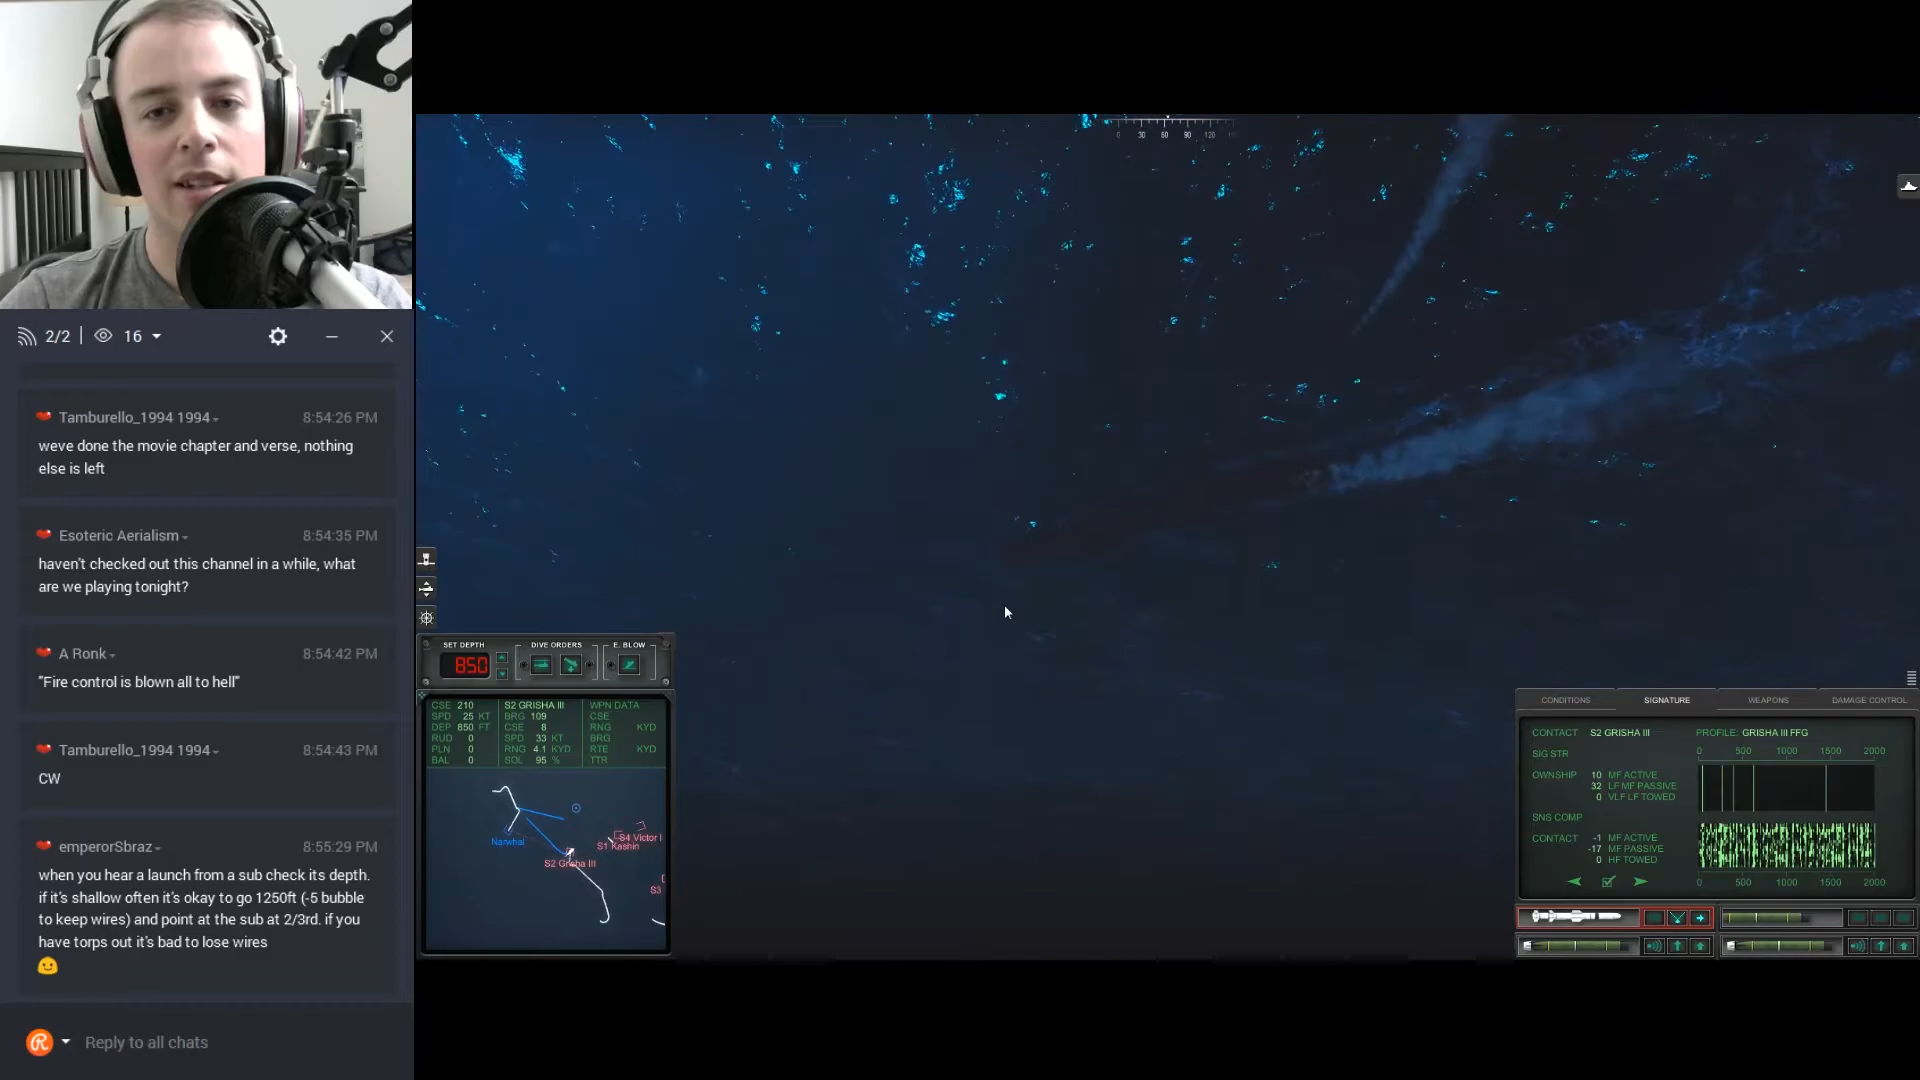 2/2
16
Tamburello_1994 1994
8:54:26 PM
weve done the movie chapter and verse, nothing
else is left
Esoteric Aerialism
8:54:35 PM
haven't checked out this channel in a while, what
are we playing tonight?
A Ronk
8:54:42 PM
"Fire control is blown all to hell"
Tamburello_1994 1994
8:54:43 PM
CW
emperorSbraz
8:55:29 PM
when you hear a launch from a sub check its depth.
if it's shallow often it's okay to go 1250ft (-5 bubble
to keep wires) and point at the sub at 2/3rd. if you
have torps out it's bad to lose wires
Reply to all chats
0 30 60 90 120
SET DEPTH
850
DIVE ORDERS
E. BLOW
CSE 210
SPD 25 KT
DEP 850 FT
RUD 0
PLN 0
BAL 0
S2 GRISHA III
BRG 109
CSE 8
SPD 33 KT
RNG 4.1 KYD
SOL 95 %
WPN DATA
CSE
RNG KYD
BRG
RTE KYD
TTR
Narwhal
S2 Grisha III
S4 Victor I
S1 Kashin
S3
CONDITIONS
SIGNATURE
WEAPONS
DAMAGE CONTROL
CONTACT S2 GRISHA III
PROFILE: GRISHA III FFG
SIG STR
0 500 1000 1500 2000
OWNSHIP 10 MF ACTIVE
32 LF MF PASSIVE
0 VLF LF TOWED
SNS COMP
CONTACT -1 MF ACTIVE
-17 MF PASSIVE
0 HF TOWED
0 500 1000 1500 2000